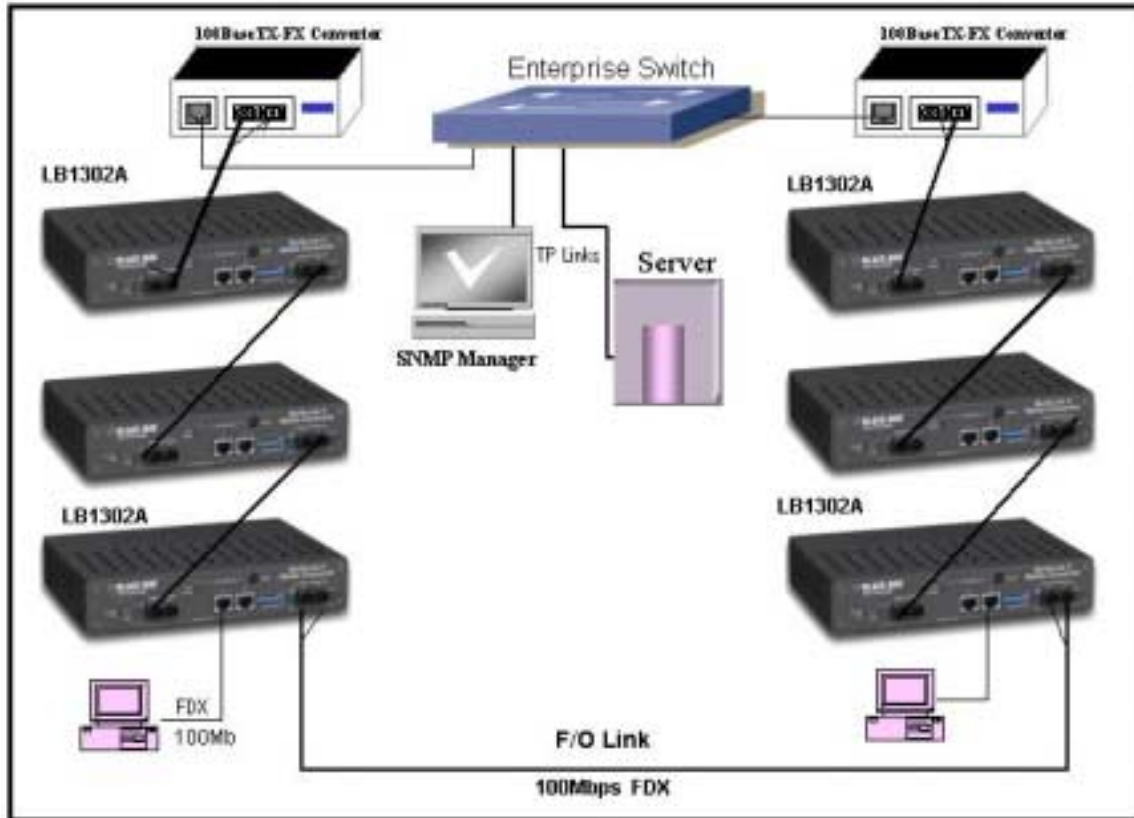 100BaseTX-FX Converter
100BaseTX-FX Converter
Enterprise Switch
LB1302A
LB1302A
TP Links
Server
SNMP Manager
LB1302A
LB1302A
FDX
100Mb
F/O Link
100Mbps FDX